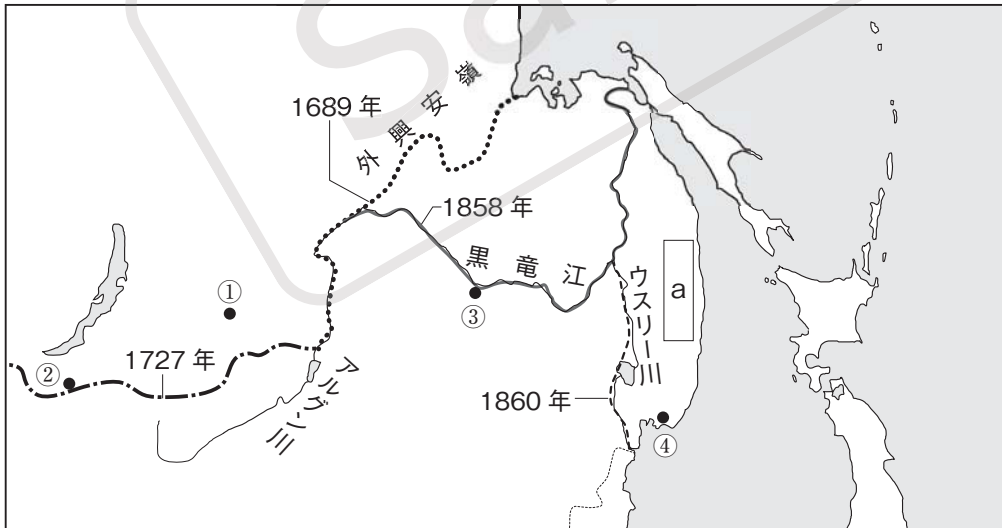 外興安嶺
1689年
1858年
黒竜江
ウスリー川
a
①
③
②
1727年
アルグン川
1860年
④